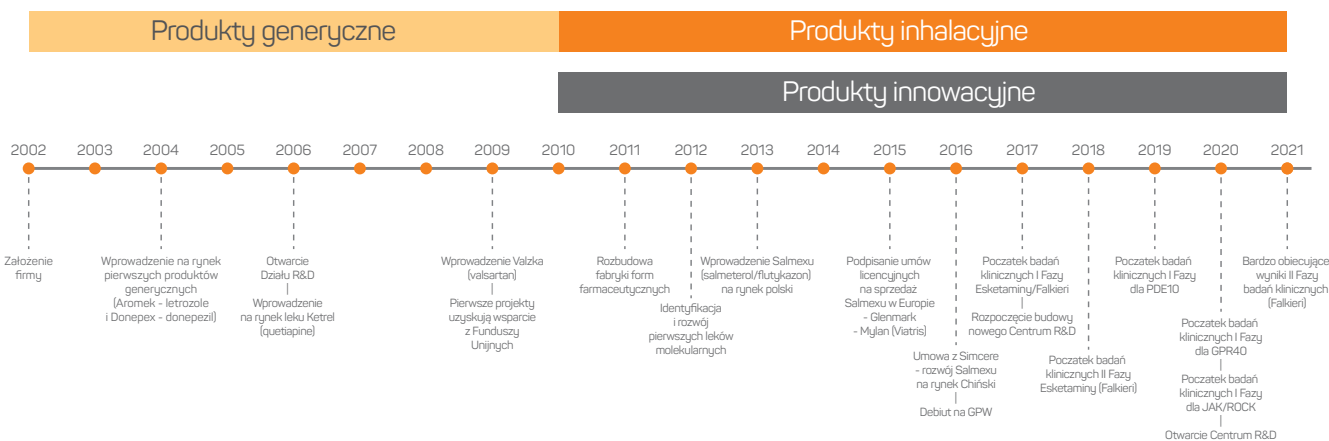 Produkty generyczne
Produkty inhalacyjne
Produkty innowacyjne
2002 2003 2004 2005 2006 2007 2008 2009 2010 2011 2012 2013 2014 2015 2016 2017 2018 2019 2020 2021
Założenie
firmy
Wprowadzenie na rynek
pierwszych produktów
generycznych
(Aromek - letrozole
i Donepex - donepezil)
Otwarcie
Działu R&D
Wprowadzenie
na rynek leku Ketrel
(quetiapine)
Wprowadzenie Valzka
(valsartan)
Pierwsze projekty
uzyskują wsparcie
z Funduszy
Unijnych
Rozbudowa
fabryki form
farmaceutycznych
Identyfikacja
i rozwój
pierwszych leków
molekularnych
Wprowadzenie Salmexu
(salmeterol/flutykazon)
na rynek polski
Podpisanie umów
licencyjnych
na sprzedaż
Salmexu w Europie
- Glenmark
- Mylan (Viatris)
Umowa z Simcere
- rozwój Salmexu
na rynek Chiński
Debiut na GPW
Poczatek badań
klinicznych I Fazy
Esketaminy/Falkieri
Rozpoczęcie budowy
nowego Centrum R&D
Poczatek badań
klinicznych II Fazy
Esketaminy (Falkieri)
Poczatek badań
klinicznych I Fazy
dla PDE10
Poczatek badań
klinicznych I Fazy
dla GPR40
Poczatek badań
klinicznych I Fazy
dla JAK/ROCK
Otwarcie Centrum R&D
Bardzo obiecujące
wyniki II Fazy
badań klinicznych
(Falkieri)